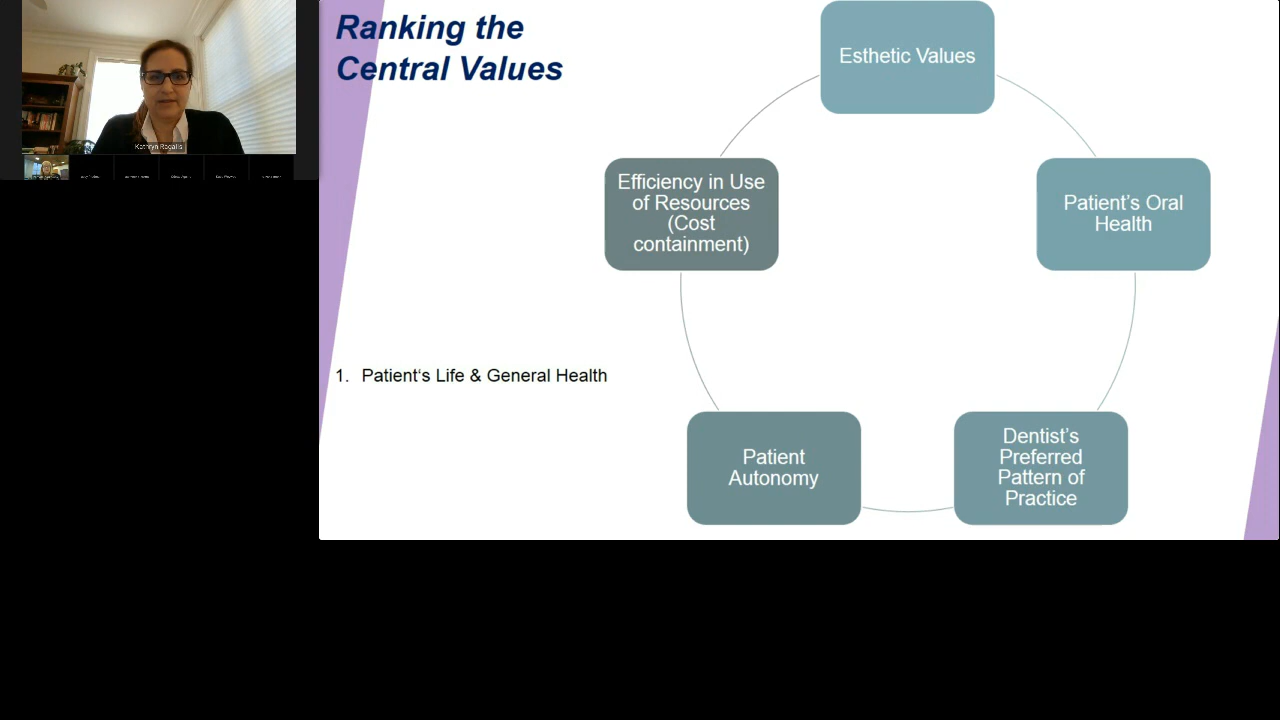 Ranking the
Central Values
Esthetic Values
Efficiency in Use
of Resources
(Cost
containment)
Patient’s Oral
Health
1. Patient‘s Life & General Health
Patient
Autonomy
Dentist’s
Preferred
Pattern of
Practice
Kathryn Ragalis